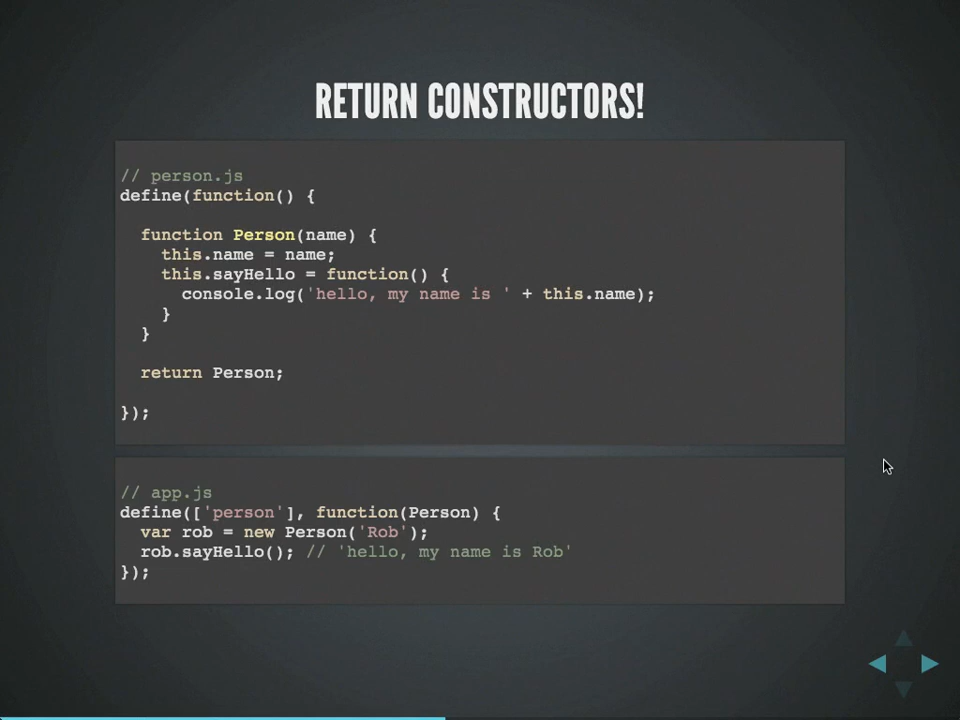 RETURN CONSTRUCTORS!
// person.js
define(function() {
function Person(name) {
this.name = name;
this.sayHello = function() {
console.log('hello, my name is ' + this.name);
}
}
return Person;
});
// app.js
define(['person'], function(Person) {
var rob = new Person('Rob');
rob.sayHello(); // 'hello, my name is Rob'
});